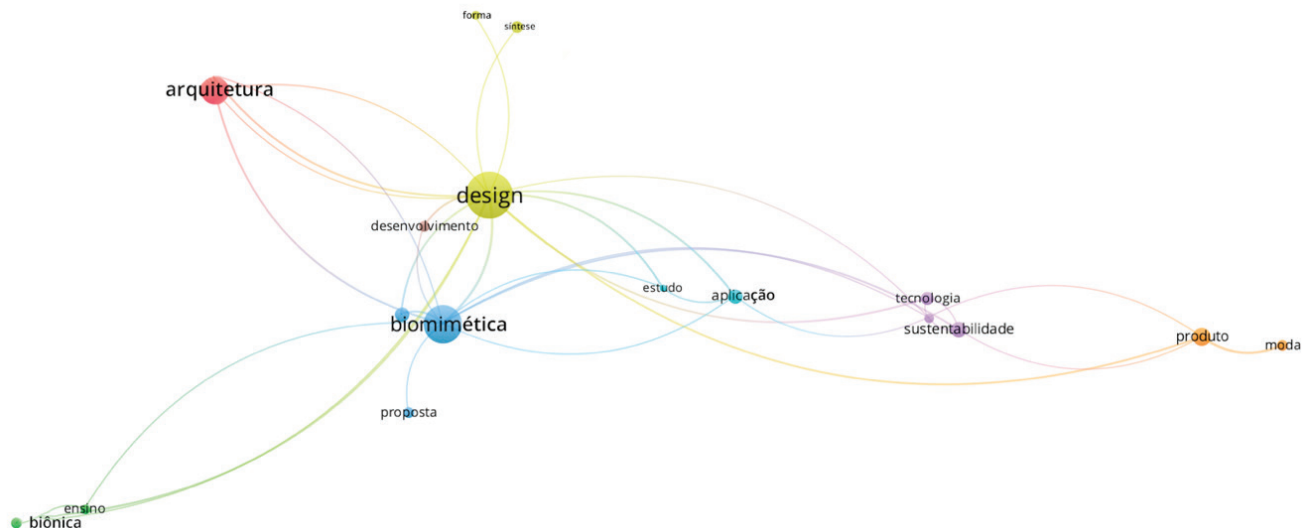 forma
síntese
arquitetura
design
desenvolvimento
estudo
aplicação
tecnologia
biomimética
sustentabilidade
produto
moda
proposta
ensino
biônica